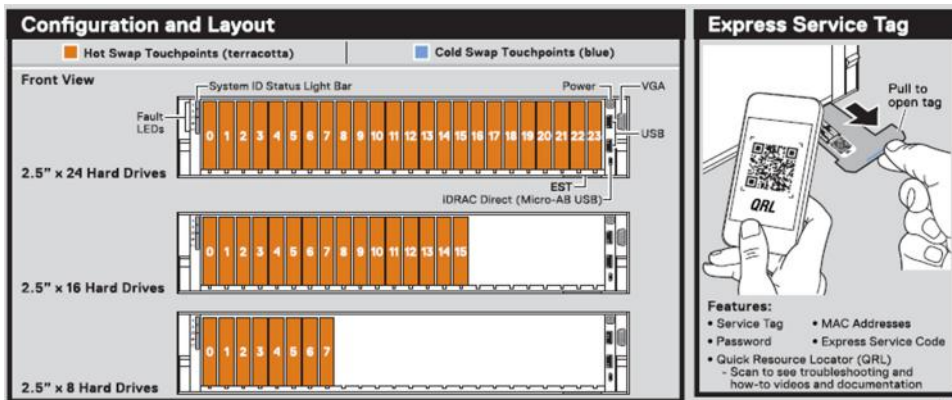 Configuration and Layout
Hot Swap Touchpoints (terracotta)
Cold Swap Touchpoints (blue)
Front View
System ID Status Light Bar
Power
VGA
Fault
LEDs
0 1 2 3 4 5 6 7 8 9 10 11 12 13 14 15 16 17 18 19 20 21 22 23
USB
2.5" x 24 Hard Drives
EST
iDRAC Direct (Micro-AB USB)
0 1 2 3 4 5 6 7 8 9 10 11 12 13 14 15
2.5" x 16 Hard Drives
0 1 2 3 4 5 6 7
2.5" x 8 Hard Drives
Express Service Tag
Pull to
open tag
QRL
Features:
• Service Tag
• MAC Addresses
• Password
• Express Service Code
• Quick Resource Locator (QRL)
- Scan to see troubleshooting and
how-to videos and documentation